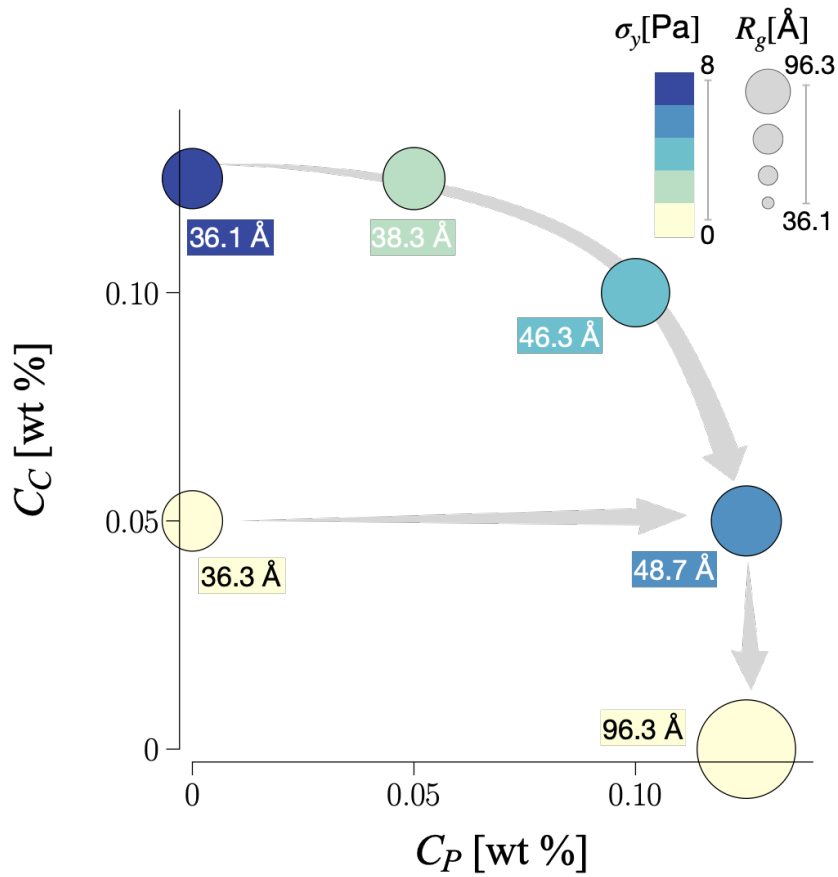 σy[Pa] Rg[Å]
8 96.3
0 36.1
36.1 Å
38.3 Å
0.10
46.3 Å
CC [wt %]
0.05
36.3 Å
48.7 Å
96.3 Å
0
0 0.05 0.10
CP [wt %]